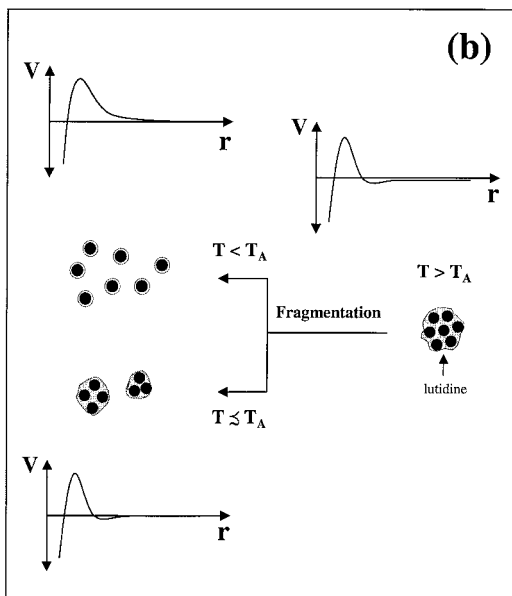 (b)
V
r
V
r
T < T_A
T > T_A
Fragmentation
lutidine
T ≲ T_A
V
r